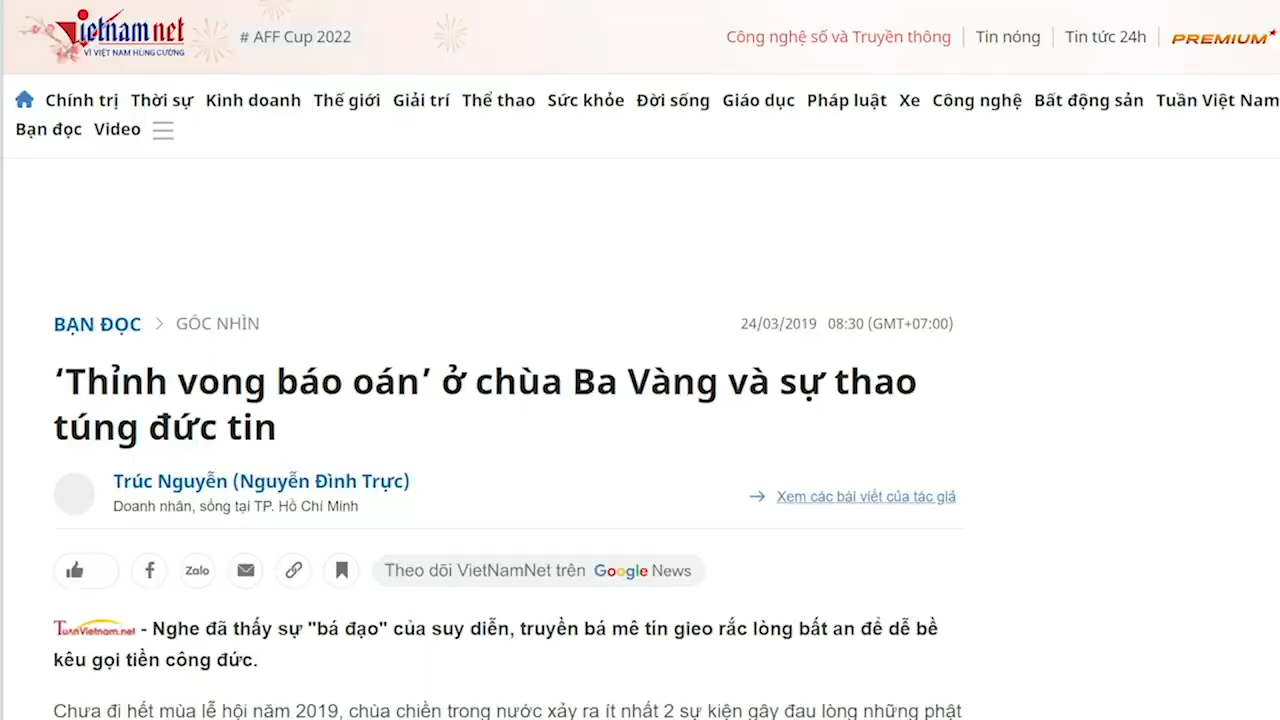 Vietnamnet
VÌ VIỆT NAM HÙNG CƯỜNG
# AFF Cup 2022
Công nghệ số và Truyền thông
Tin nóng
Tin tức 24h
PREMIUM
Chính trị Thời sự Kinh doanh Thế giới Giải trí Thể thao Sức khỏe Đời sống Giáo dục Pháp luật Xe Công nghệ Bất động sản Tuần Việt Nam
Bạn đọc Video
BẠN ĐỌC > GÓC NHÌN
24/03/2019 08:30 (GMT+07:00)
‘Thỉnh vong báo oán’ ở chùa Ba Vàng và sự thao
túng đức tin
Trúc Nguyễn (Nguyễn Đình Trực)
Doanh nhân, sống tại TP. Hồ Chí Minh
Xem các bài viết của tác giả
Zalo
Theo dõi VietNamNet trên Google News
TuầnVietnam.net - Nghe đã thấy sự "bá đạo" của suy diễn, truyền bá mê tín gieo rắc lòng bất an để dễ bề
kêu gọi tiền công đức.
Chưa đi hết mùa lễ hội năm 2019, chùa chiền trong nước xảy ra ít nhất 2 sự kiện gây đau lòng những phật